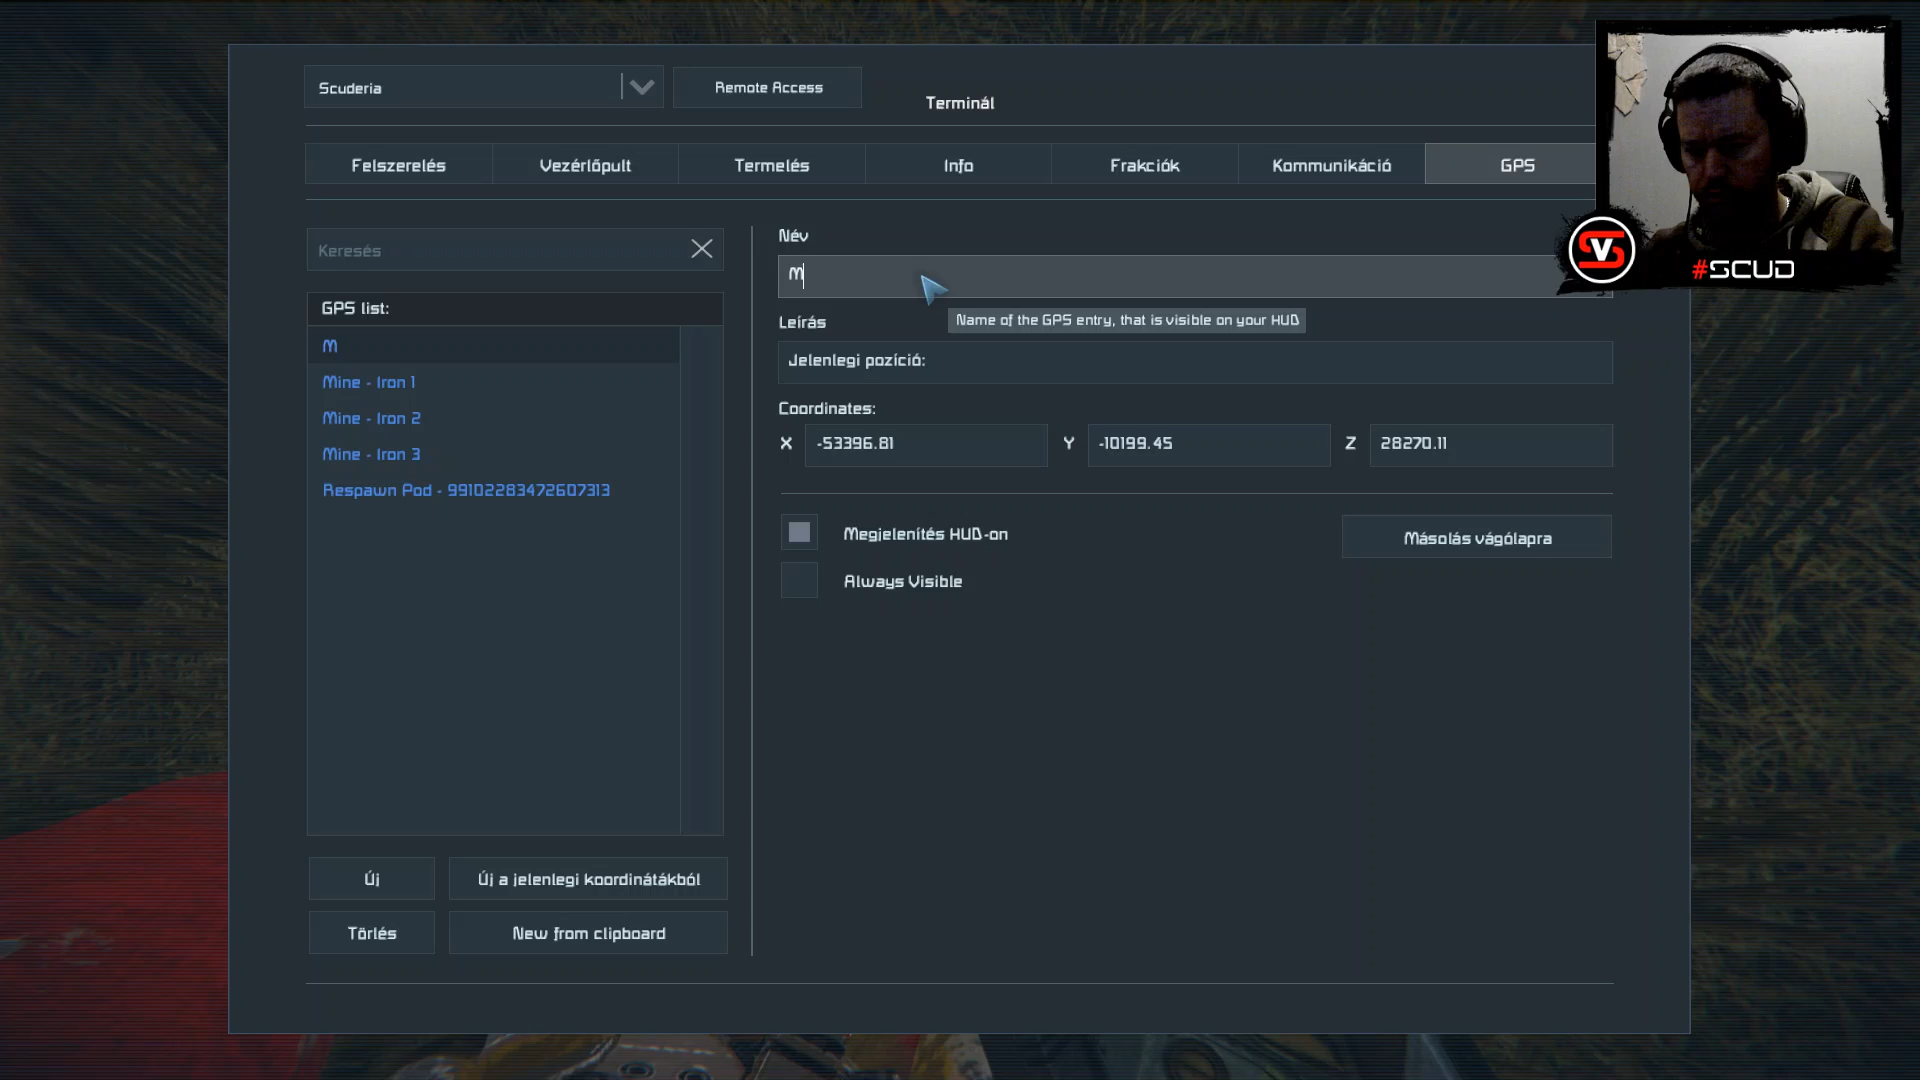 Scuderia
Remote Access
Terminál
Felszerelés
Vezérlőpult
Termelés
Info
Frakciók
Kommunikáció
GPS
Keresés
GPS list:
M
Mine - Iron 1
Mine - Iron 2
Mine - Iron 3
Respawn Pod - 99102283472607313
Új
Új a jelenlegi koordinátákból
Törlés
New from clipboard
Név
M
Name of the GPS entry, that is visible on your HUD
Leírás
Jelenlegi pozíció:
Coordinates:
X -53396.81 Y -10199.45 Z 28270.11
Megjelenítés HUD-on
Másolás vágólapra
Always Visible
#SCUD